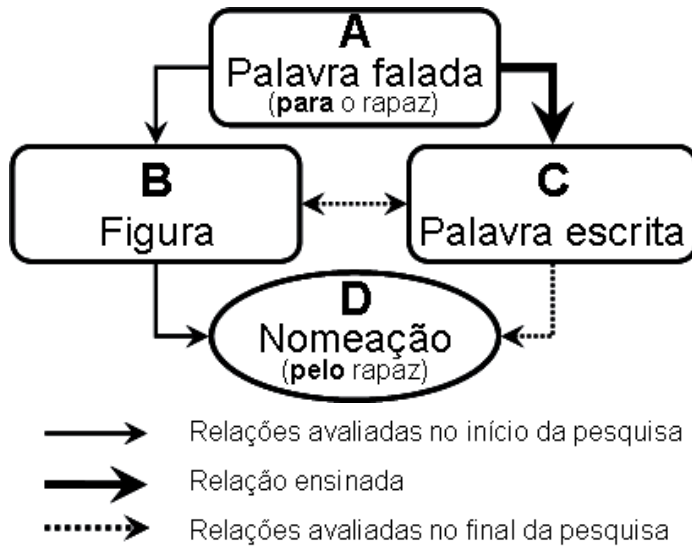 A
Palavra falada
(para o rapaz)
B
Figura
C
Palavra escrita
D
Nomeação
(pelo rapaz)
Relações avaliadas no início da pesquisa
Relação ensinada
Relações avaliadas no final da pesquisa